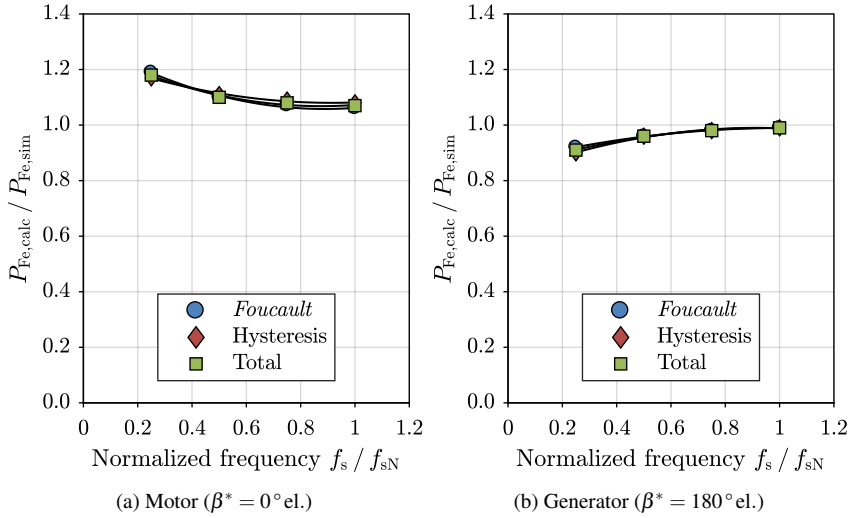 1.4
1.2
1.0
0.8
0.6
0.4
0.2
0.0
P_Fe,calc / P_Fe,sim
Foucault
Hysteresis
Total
0 0.2 0.4 0.6 0.8 1 1.2
Normalized frequency f_s / f_sN
(a) Motor (β* = 0°el.)
1.4
1.2
1.0
0.8
0.6
0.4
0.2
0.0
P_Fe,calc / P_Fe,sim
Foucault
Hysteresis
Total
0 0.2 0.4 0.6 0.8 1 1.2
Normalized frequency f_s / f_sN
(b) Generator (β* = 180°el.)